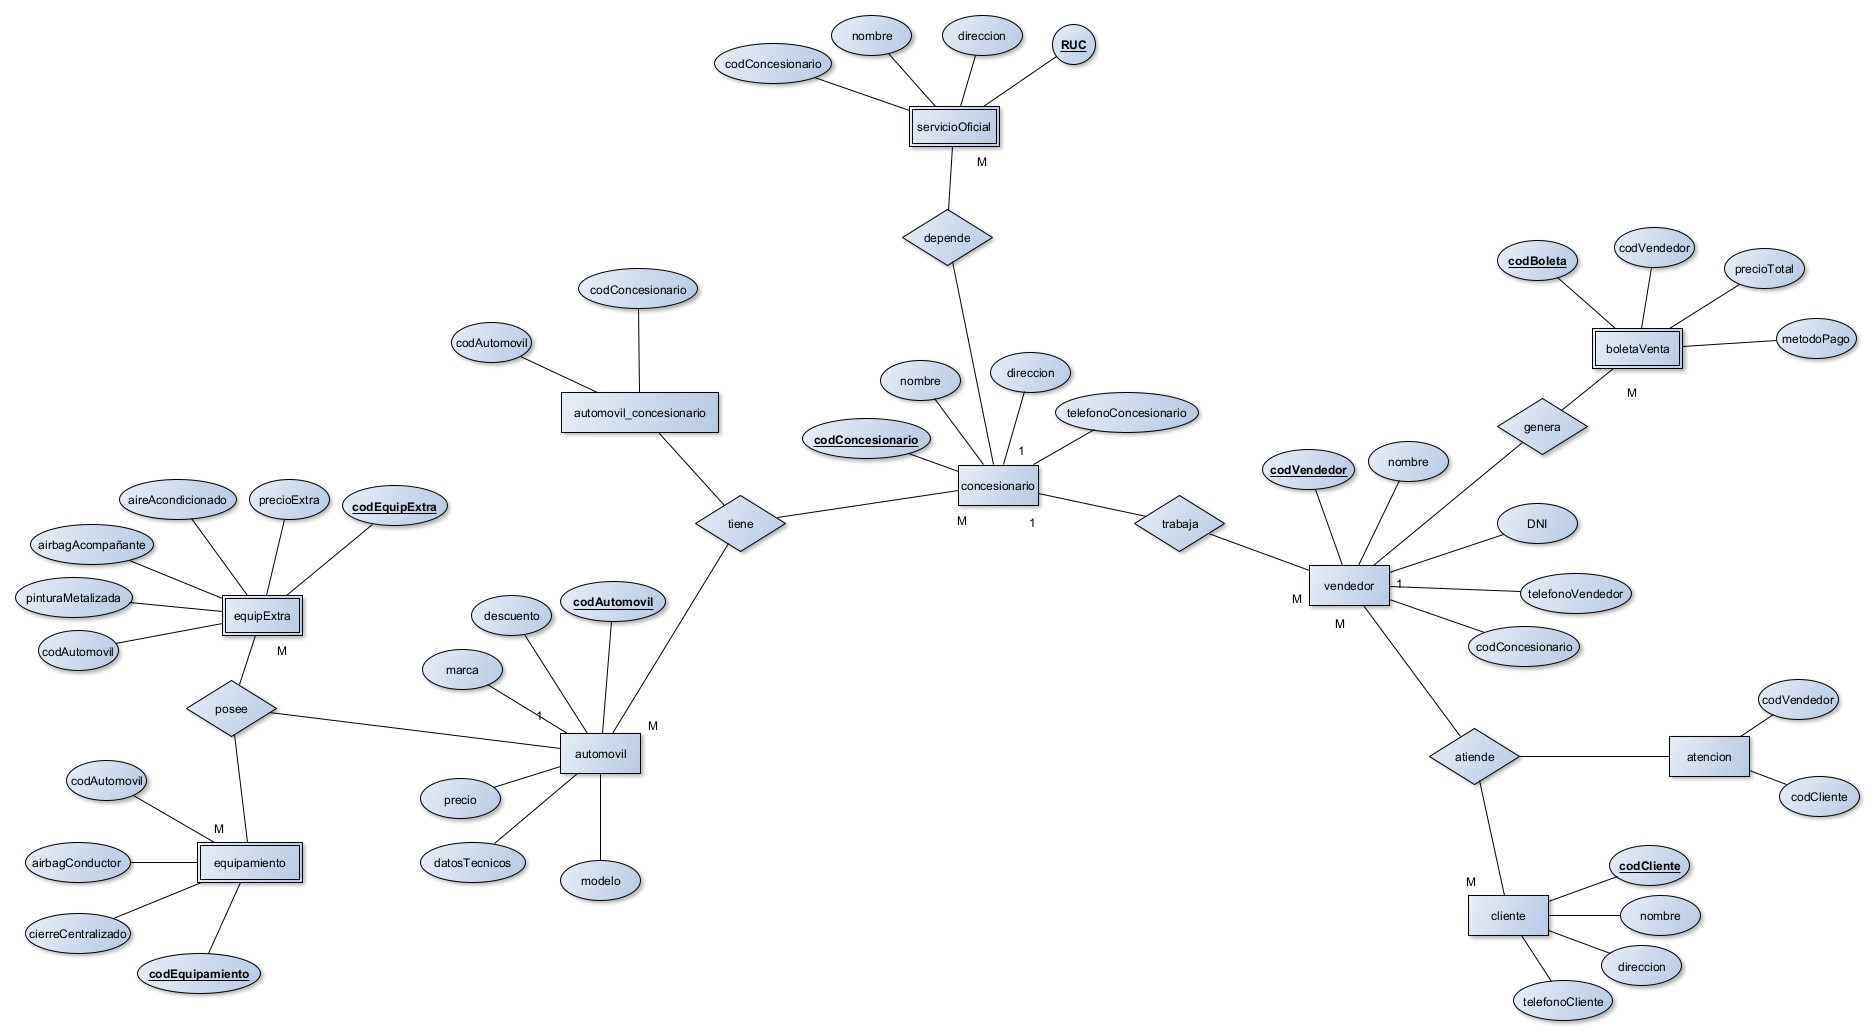 nombre
direccion
RUC
codConcesionario
servicioOficial
M
depende
codBoleta
codVendedor
precioTotal
metodoPago
boletaVenta
M
genera
codConcesionario
codAutomovil
automovil_concesionario
nombre
direccion
telefonoConcesionario
codConcesionario
1
concesionario
M
1
tiene
trabaja
codVendedor
nombre
DNI
telefonoVendedor
codConcesionario
vendedor
1
M
M
aireAcondicionado
precioExtra
codEquipExtra
airbagAcompañante
pinturaMetalizada
codAutomovil
equipExtra
M
posee
descuento
codAutomovil
marca
1
M
automovil
precio
datosTecnicos
modelo
codAutomovil
M
airbagConductor
equipamiento
cierreCentralizado
codEquipamiento
atiende
codVendedor
atencion
codCliente
M
cliente
codCliente
nombre
direccion
telefonoCliente